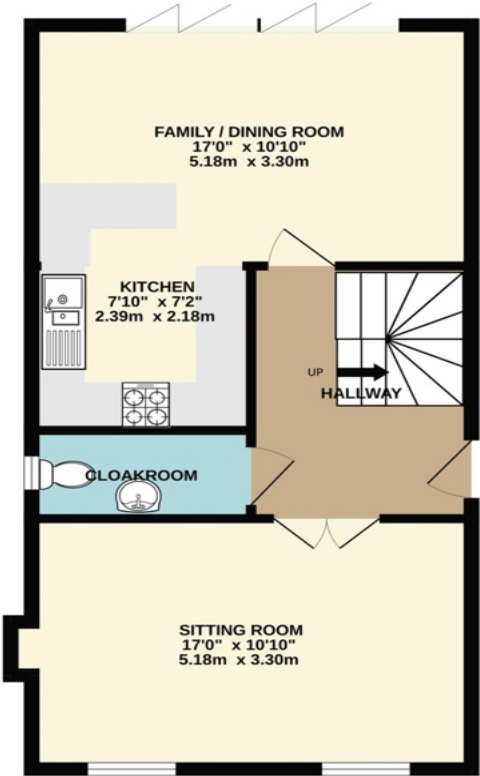 FAMILY / DINING ROOM
17'0" x 10'10"
5.18m x 3.30m
KITCHEN
7'10" x 7'2"
2.39m x 2.18m
UP
HALLWAY
CLOAKROOM
SITTING ROOM
17'0" x 10'10"
5.18m x 3.30m